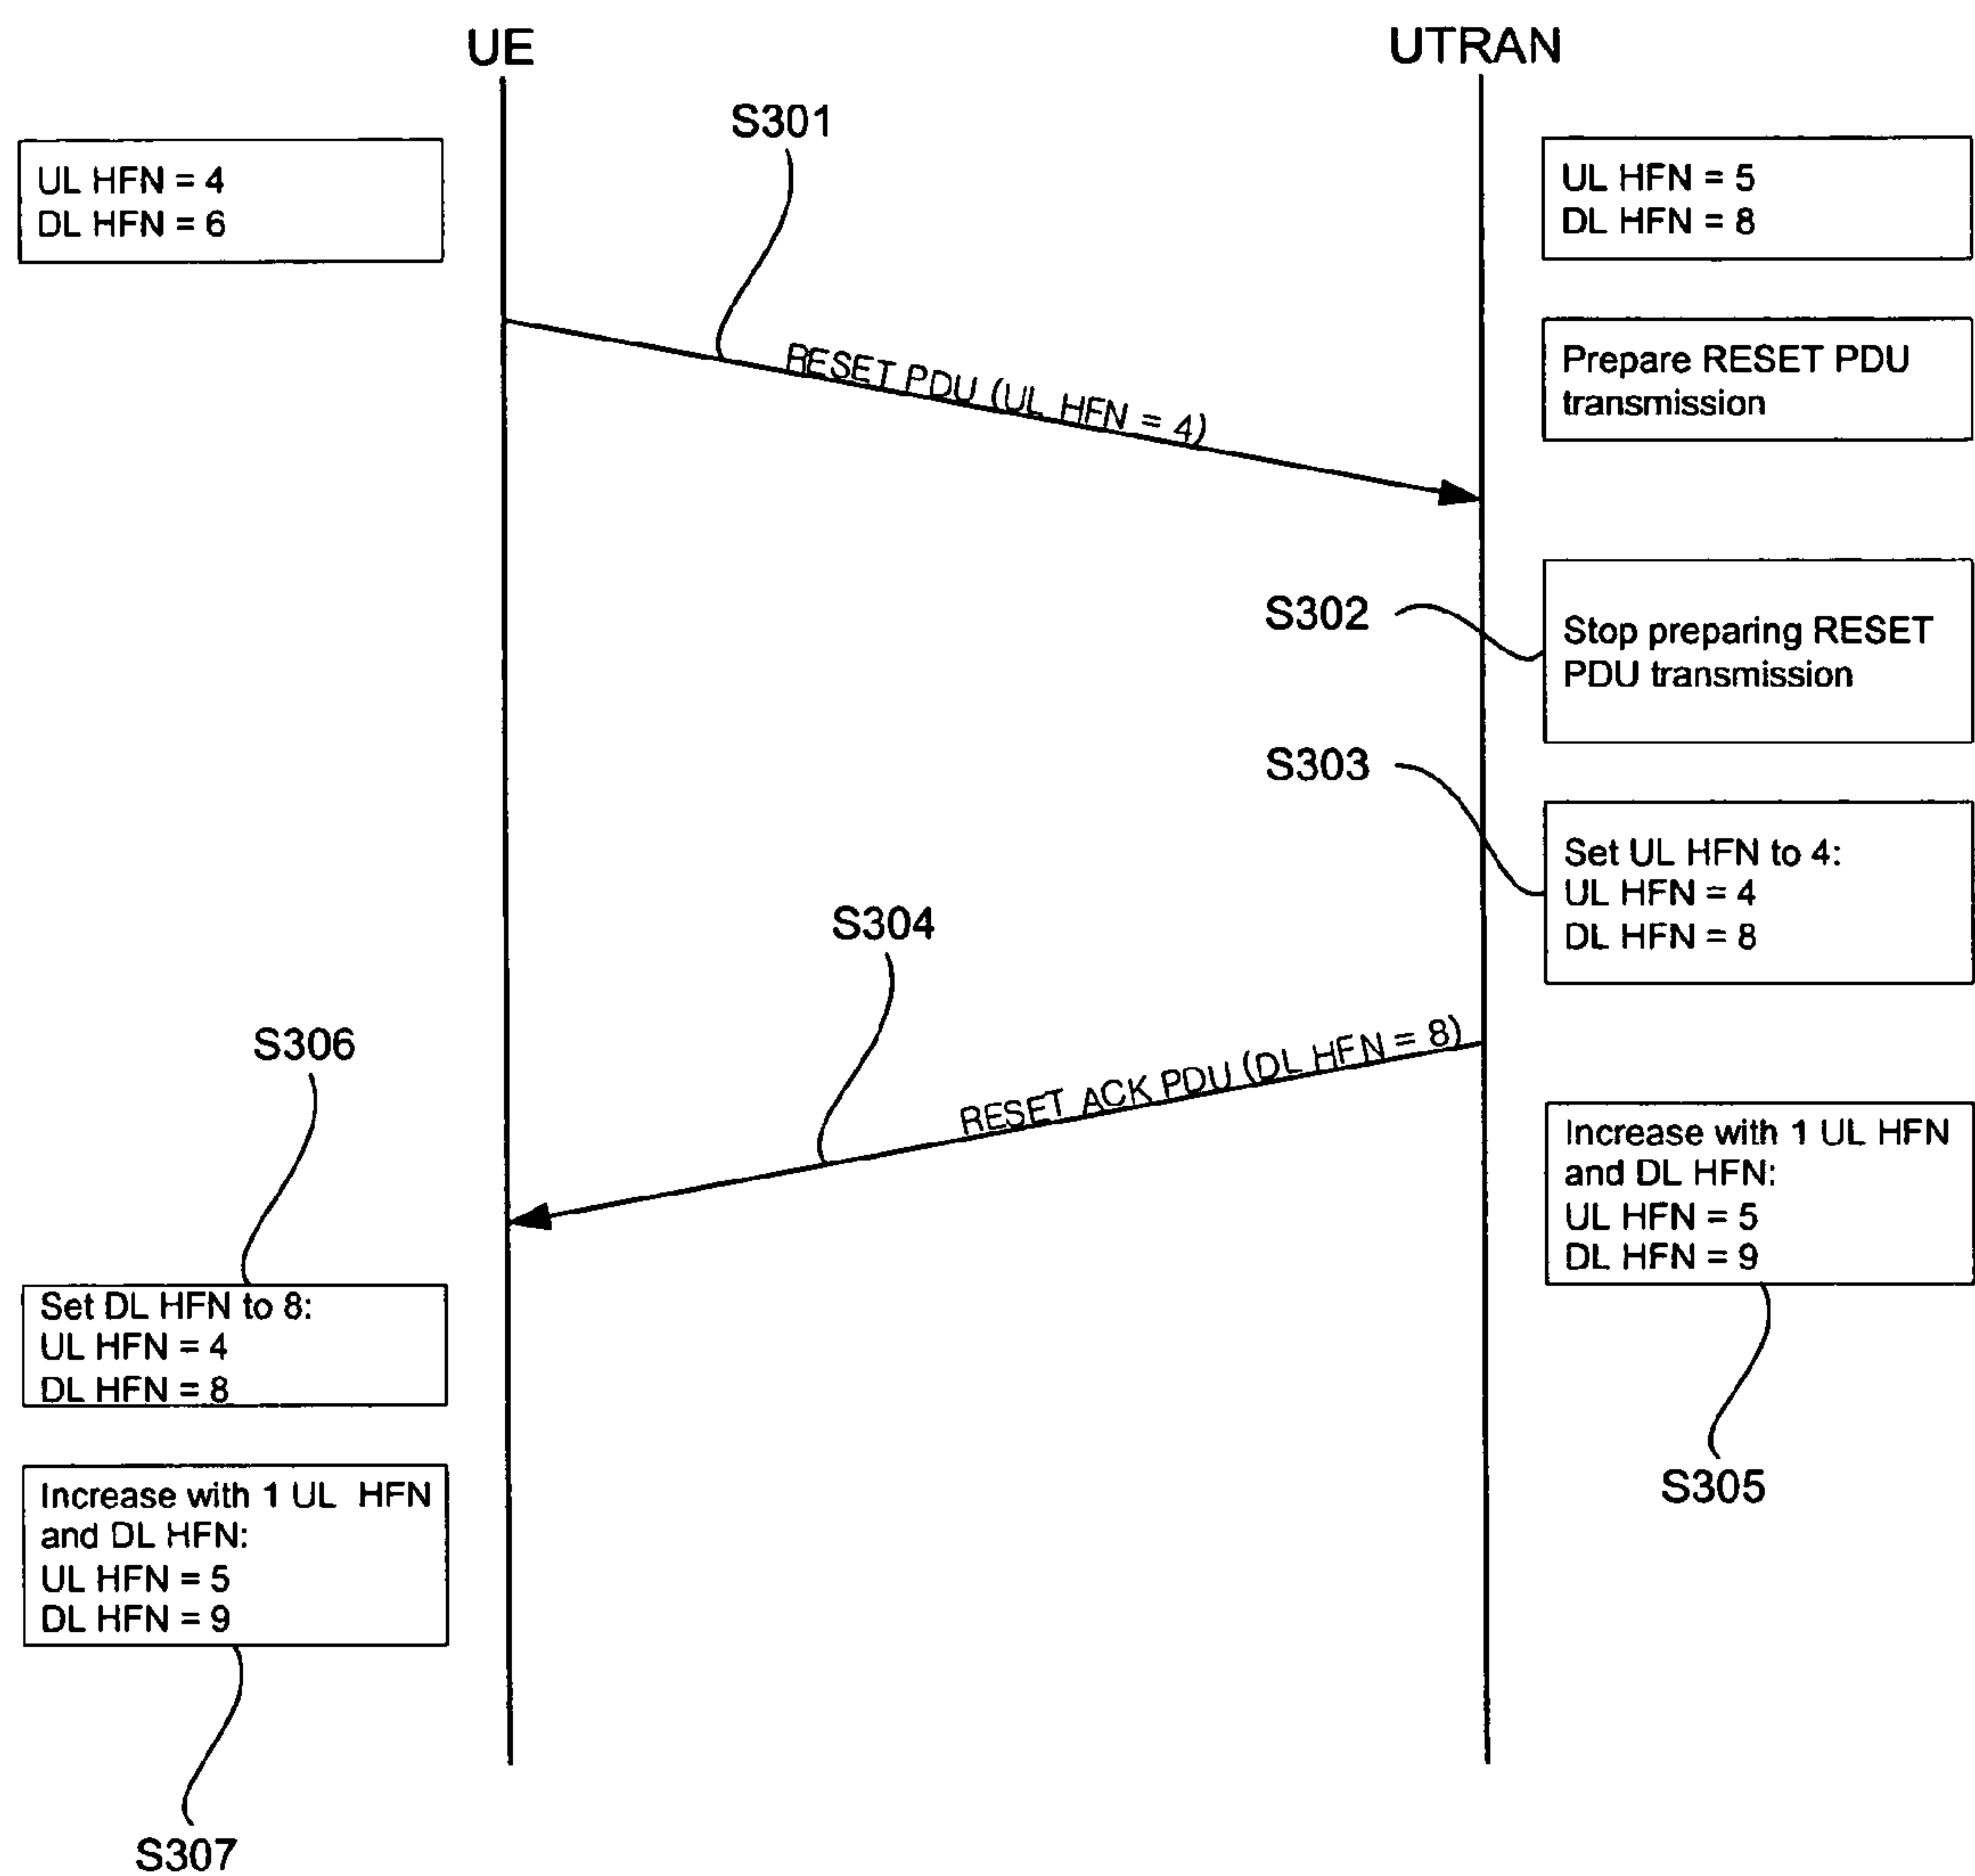 UE
UTRAN
S301
UL HFN = 4
DL HFN = 6
UL HFN = 5
DL HFN = 8
RESET PDU (UL HFN = 4)
Prepare RESET PDU
transmission
S302
Stop preparing RESET
PDU transmission
S303
Set UL HFN to 4:
UL HFN = 4
DL HFN = 8
S304
RESET ACK PDU (DL HFN = 8)
S306
Increase with 1 UL HFN
and DL HFN:
UL HFN = 5
DL HFN = 9
Set DL HFN to 8:
UL HFN = 4
DL HFN = 8
S305
Increase with 1 UL HFN
and DL HFN:
UL HFN = 5
DL HFN = 9
S307